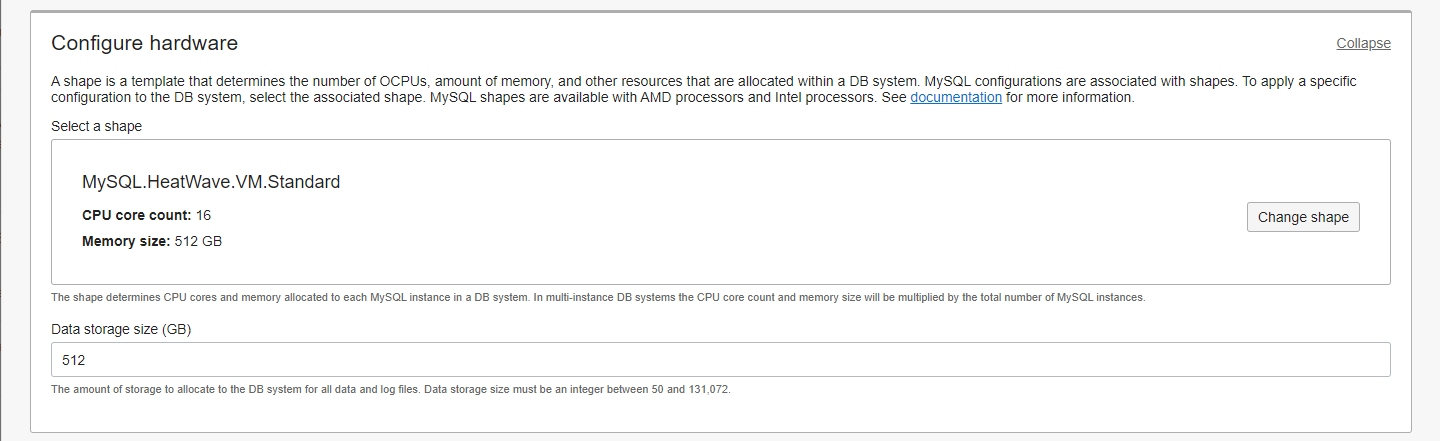 Configure hardware
Collapse
A shape is a template that determines the number of OCPUs, amount of memory, and other resources that are allocated within a DB system. MySQL configurations are associated with shapes. To apply a specific
configuration to the DB system, select the associated shape. MySQL shapes are available with AMD processors and Intel processors. See documentation for more information.
Select a shape
MySQL.HeatWave.VM.Standard
CPU core count: 16
Memory size: 512 GB
Change shape
The shape determines CPU cores and memory allocated to each MySQL instance in a DB system. In multi-instance DB systems the CPU core count and memory size will be multiplied by the total number of MySQL instances.
Data storage size (GB)
512
The amount of storage to allocate to the DB system for all data and log files. Data storage size must be an integer between 50 and 131,072.